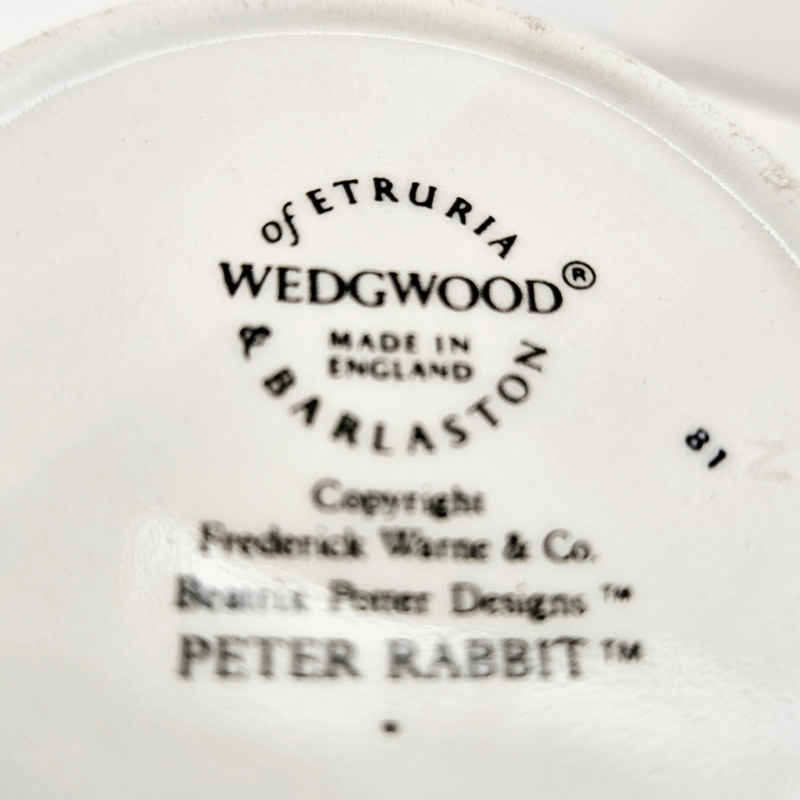 of ETRURIA
WEDGWOOD®
MADE IN
ENGLAND
& BARLASTON
81
Z
Copyright
Frederick Warne & Co.
Beatrix Potter Designs ™
PETER RABBIT™